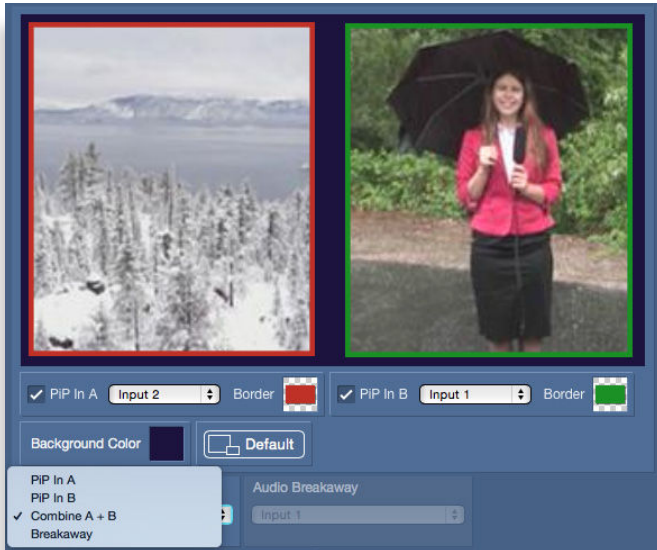 PiP In A Input 2 Border PiP In B Input 1 Border
Background Color Default
PiP In A
PiP In B
✓ Combine A + B
Breakaway
Audio Breakaway
Input 1